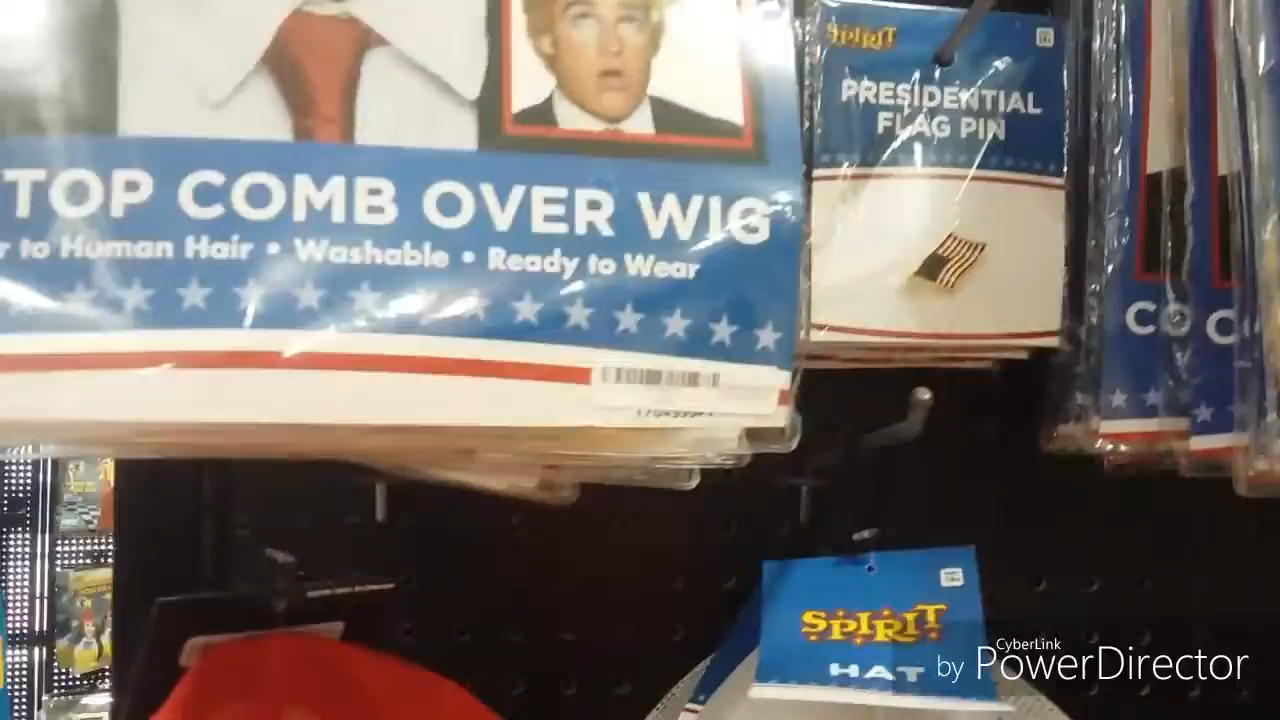 SPIRIT
PRESIDENTIAL
FLAG PIN
TOP COMB OVER WIG
to Human Hair • Washable • Ready to Wear
SPIRIT
HAT
CyberLink
by PowerDirector